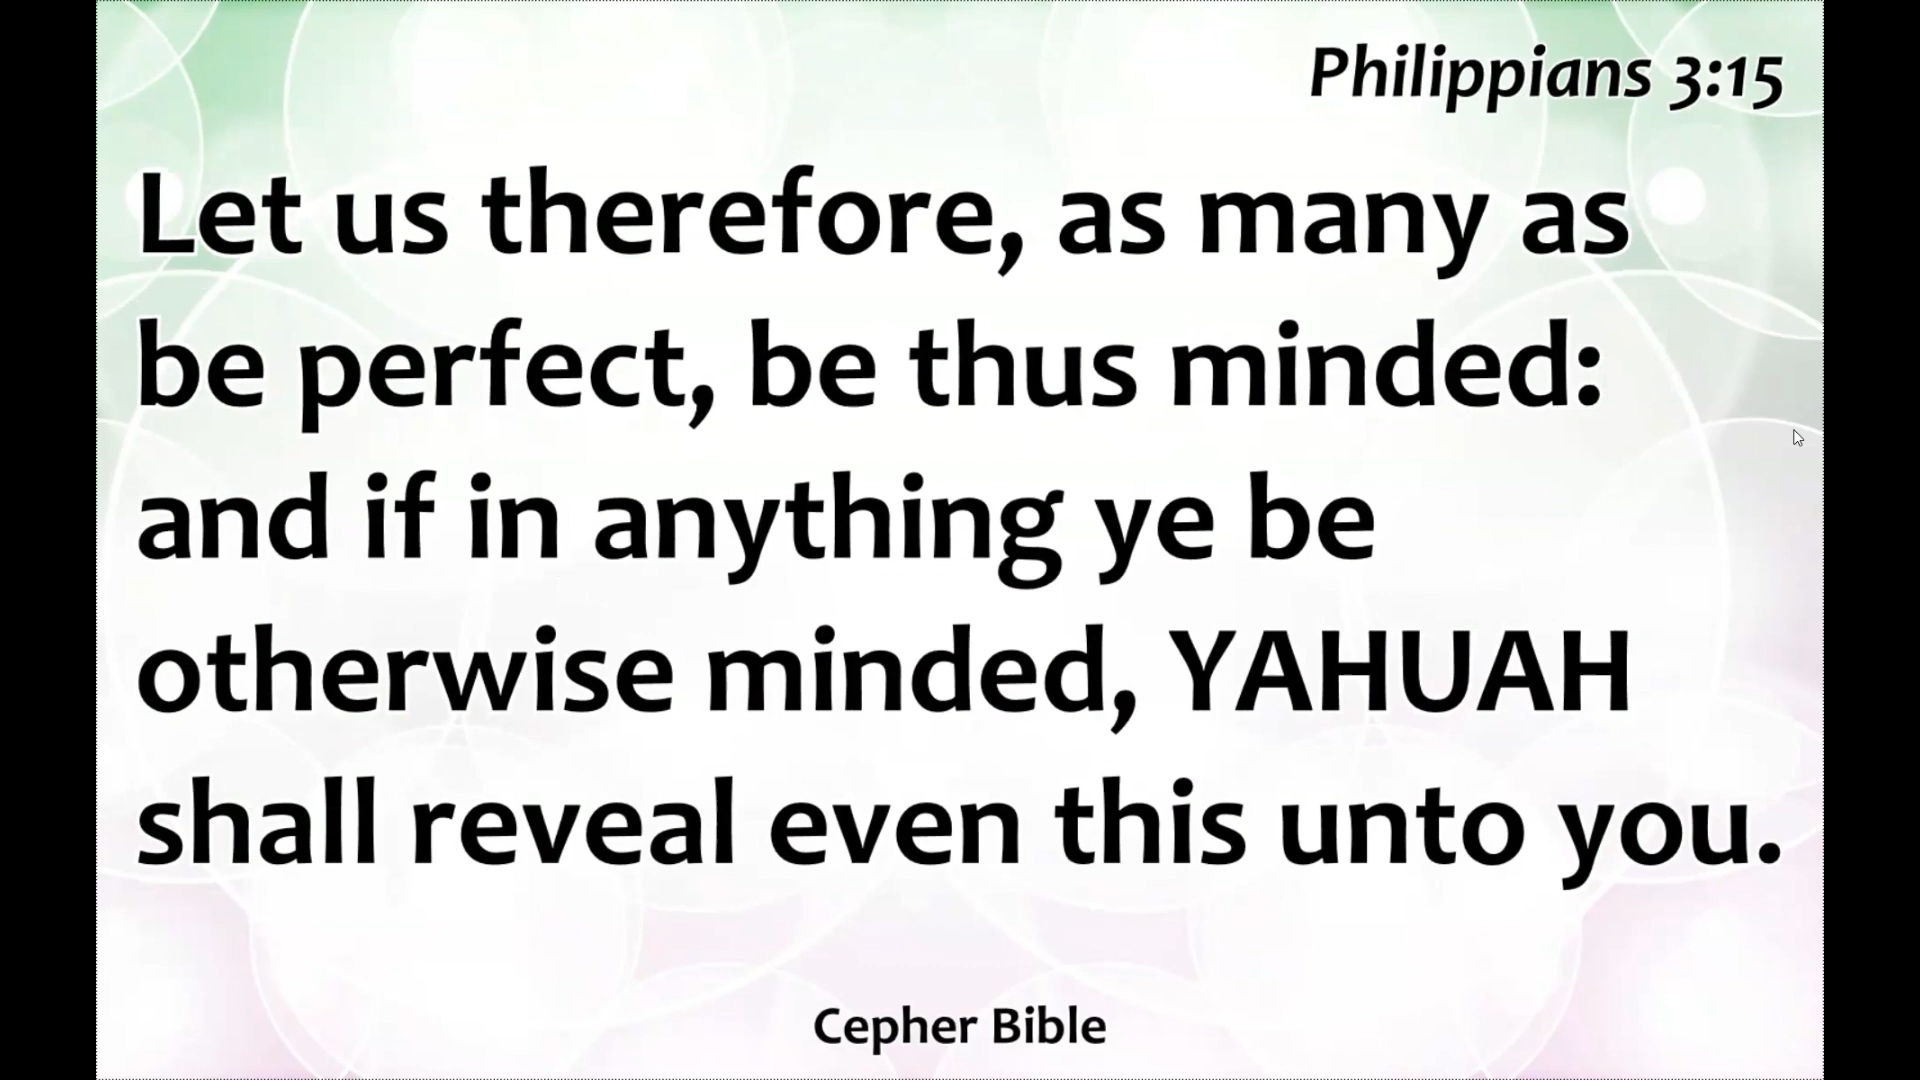 Philippians 3:15
Let us therefore, as many as
be perfect, be thus minded:
and if in anything ye be
otherwise minded, YAHUAH
shall reveal even this unto you.
Cepher Bible